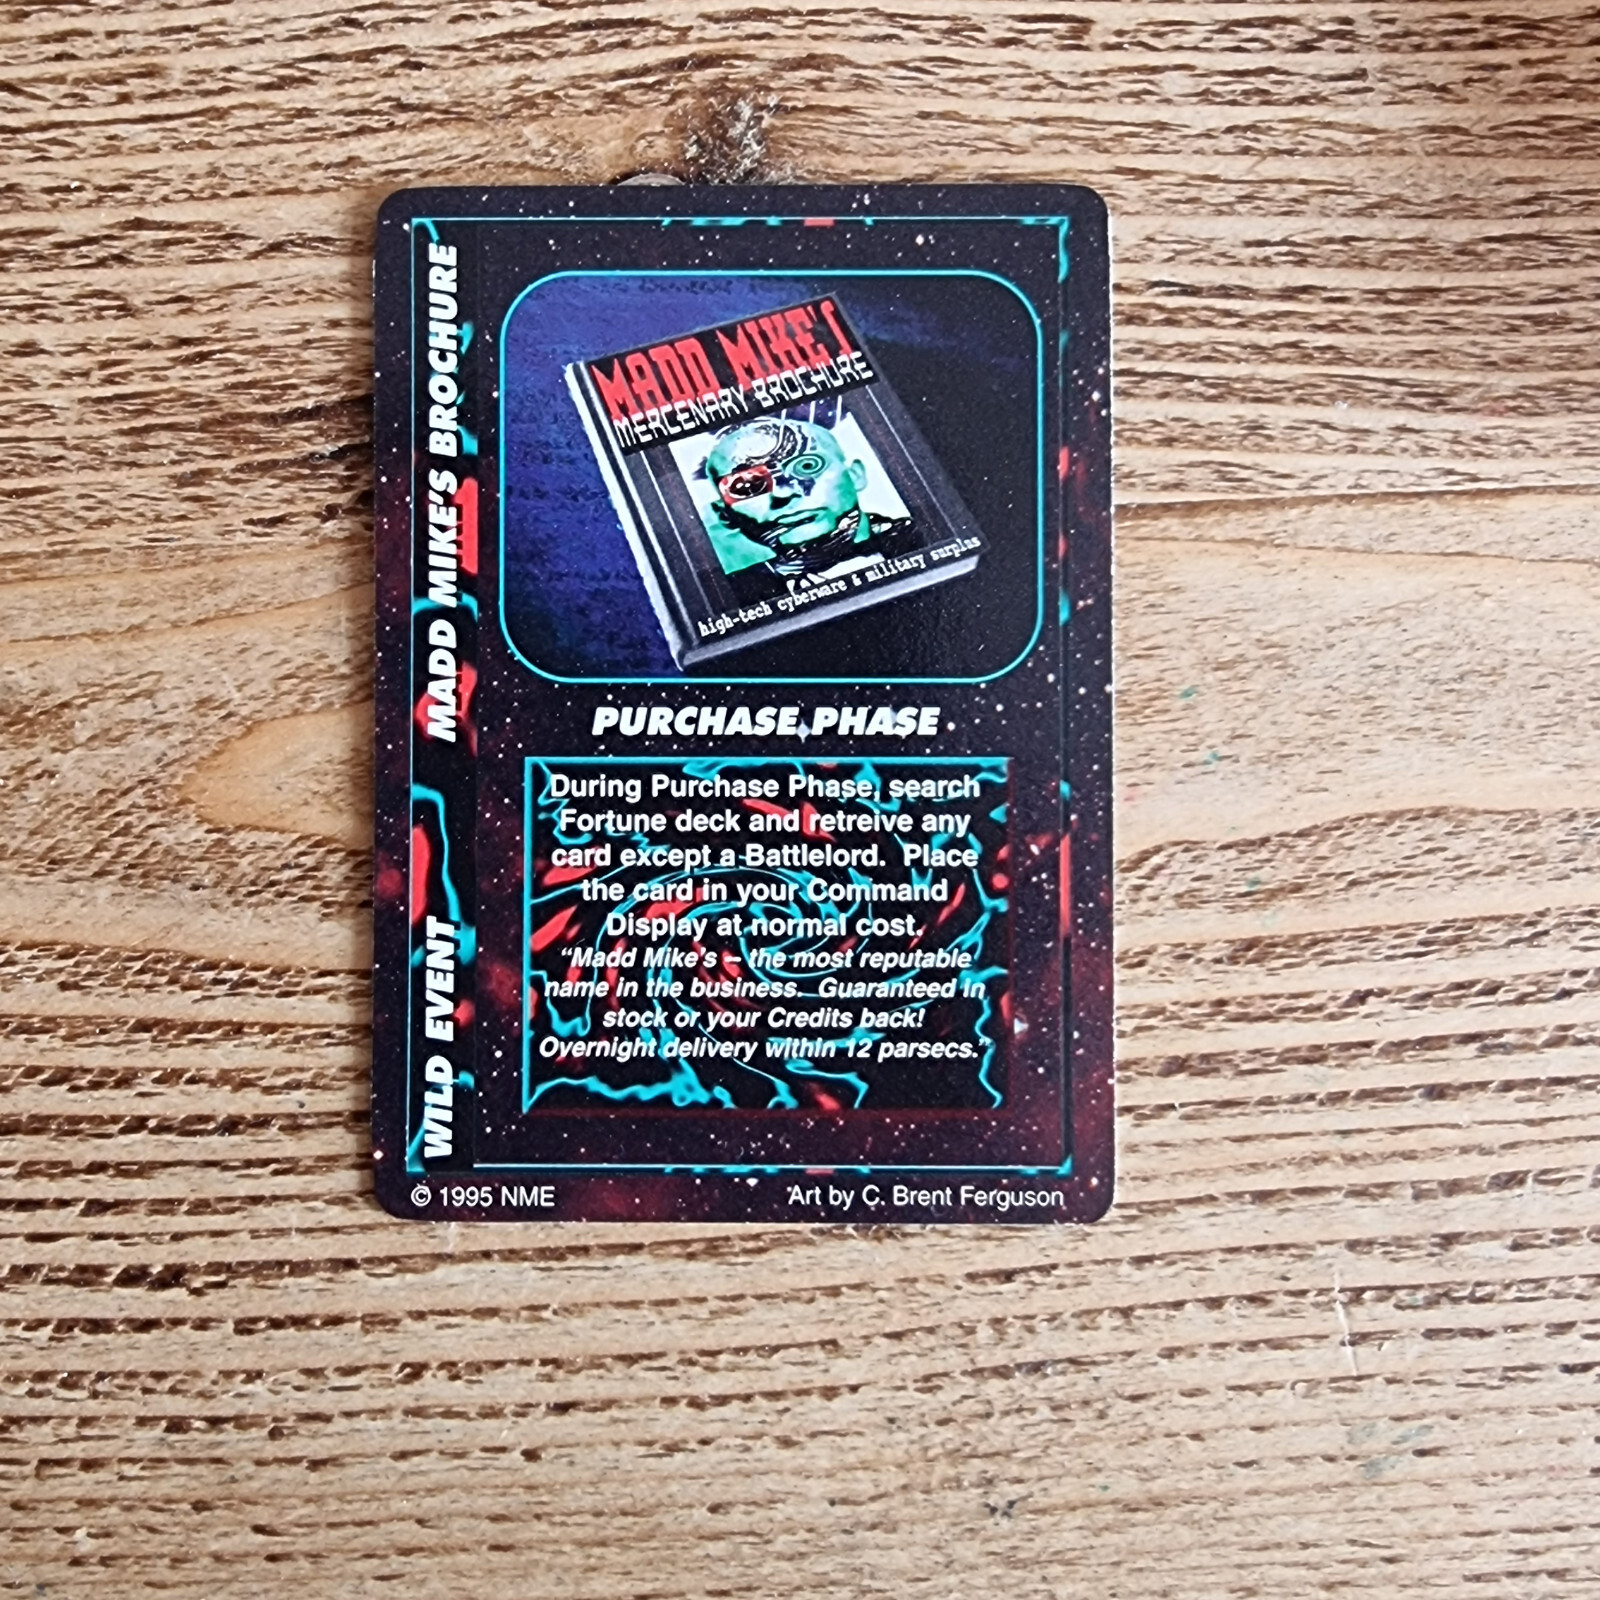 MADD MIKE'S BROCHURE
WILD EVENT
MADD MIKE'S
MERCENARY BROCHURE
high-tech cyberware & military surplus
PURCHASE PHASE
During Purchase Phase, search
Fortune deck and retreive any
card except a Battlelord. Place
the card in your Command
Display at normal cost.
"Madd Mike's – the most reputable
name in the business. Guaranteed in
stock or your Credits back!
Overnight delivery within 12 parsecs."
© 1995 NME
Art by C. Brent Ferguson